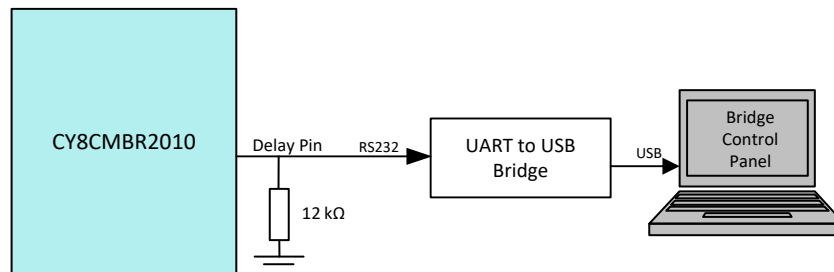 CY8CMBR2010
Delay Pin
RS232
12 kΩ
UART to USB
Bridge
USB
Bridge
Control
Panel